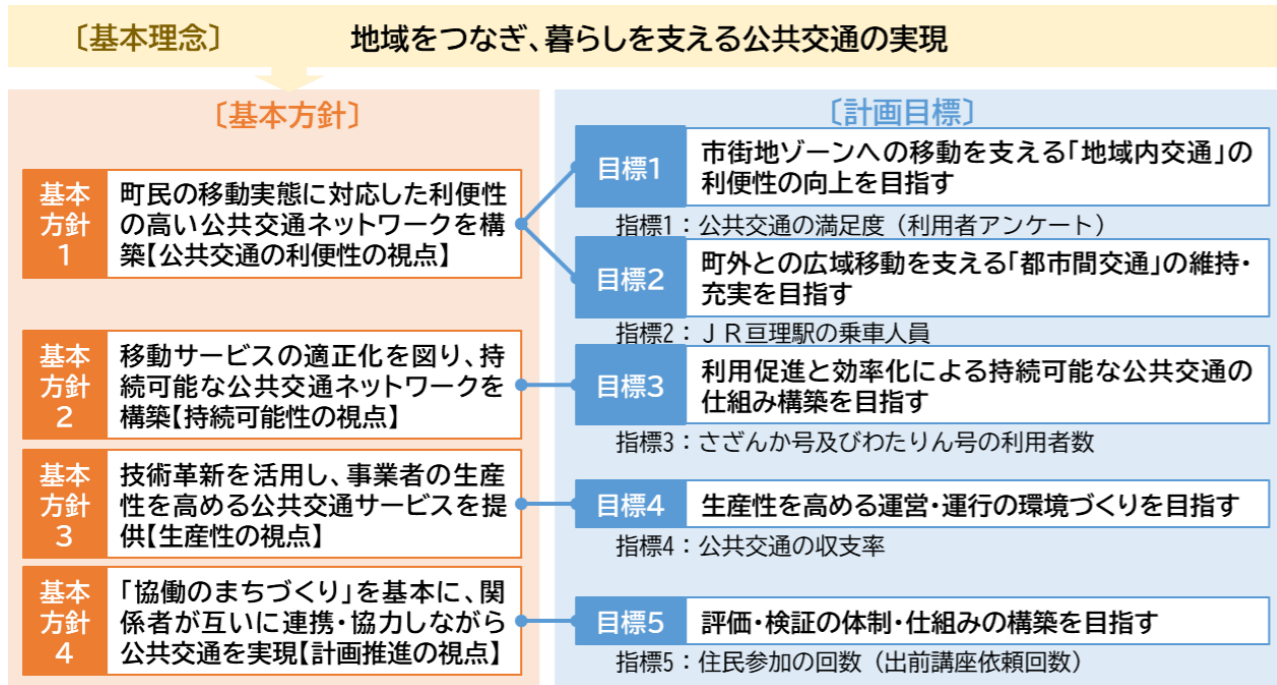 〔基本理念〕 地域をつなぎ、暮らしを支える公共交通の実現
〔基本方針〕
基本
方針
1
町民の移動実態に対応した利便性
の高い公共交通ネットワークを構
築【公共交通の利便性の視点】
基本
方針
2
移動サービスの適正化を図り、持
続可能な公共交通ネットワークを
構築【持続可能性の視点】
基本
方針
3
技術革新を活用し、事業者の生産
性を高める公共交通サービスを提
供【生産性の視点】
基本
方針
4
「協働のまちづくり」を基本に、関
係者が互いに連携・協力しながら
公共交通を実現【計画推進の視点】
〔計画目標〕
目標1
市街地ゾーンへの移動を支える「地域内交通」の
利便性の向上を目指す
指標1：公共交通の満足度（利用者アンケート）
目標2
町外との広域移動を支える「都市間交通」の維持・
充実を目指す
指標2：ＪＲ亘理駅の乗車人員
目標3
利用促進と効率化による持続可能な公共交通の
仕組み構築を目指す
指標3：さざんか号及びわたりん号の利用者数
目標4
生産性を高める運営・運行の環境づくりを目指す
指標4：公共交通の収支率
目標5
評価・検証の体制・仕組みの構築を目指す
指標5：住民参加の回数（出前講座依頼回数）